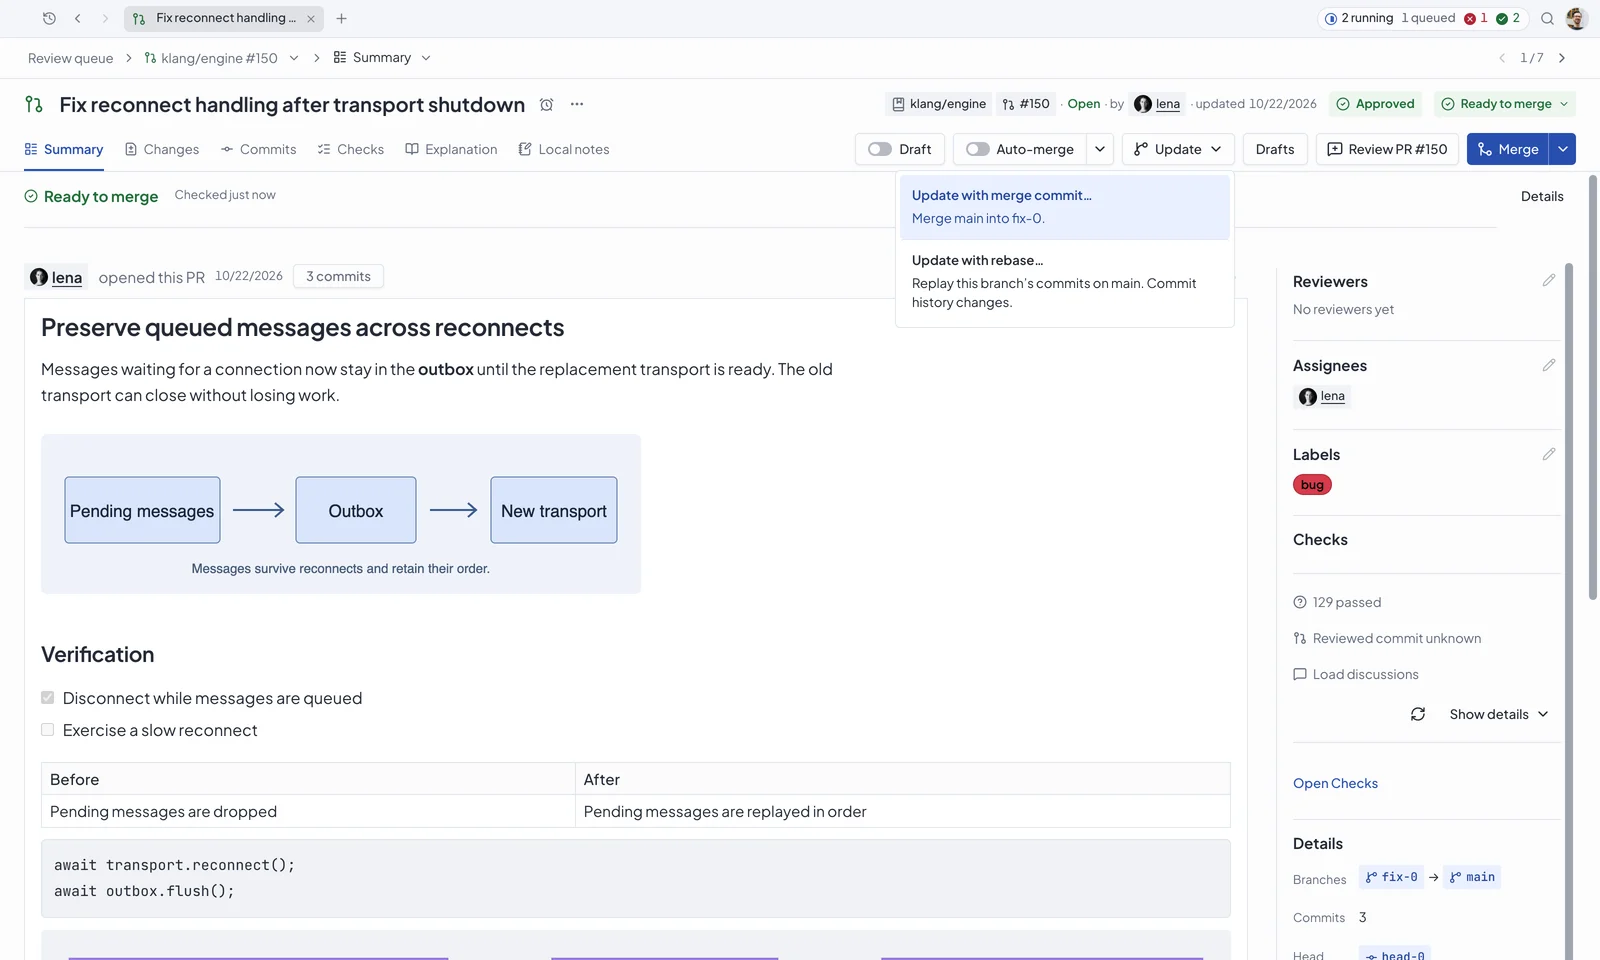 Fix reconnect handling ...
2 running 1 queued 1 2
Review queue klang/engine #150 Summary
1/7
Fix reconnect handling after transport shutdown
klang/engine #150 · Open · by lena · updated 10/22/2026 Approved Ready to merge
Summary Changes Commits Checks Explanation Local notes
Draft Auto-merge Update Drafts Review PR #150 Merge
Ready to merge Checked just now
Details
Update with merge commit...
Merge main into fix-0.
Update with rebase...
Replay this branch's commits on main. Commit
history changes.
lena opened this PR 10/22/2026 3 commits
Preserve queued messages across reconnects
Messages waiting for a connection now stay in the outbox until the replacement transport is ready. The old
transport can close without losing work.
Pending messages
Outbox
New transport
Messages survive reconnects and retain their order.
Verification
Disconnect while messages are queued
Exercise a slow reconnect
Before After
Pending messages are dropped Pending messages are replayed in order
await transport.reconnect();
await outbox.flush();
Reviewers
No reviewers yet
Assignees
lena
Labels
bug
Checks
129 passed
Reviewed commit unknown
Load discussions
Show details
Open Checks
Details
Branches fix-0 → main
Commits 3
Head head-0